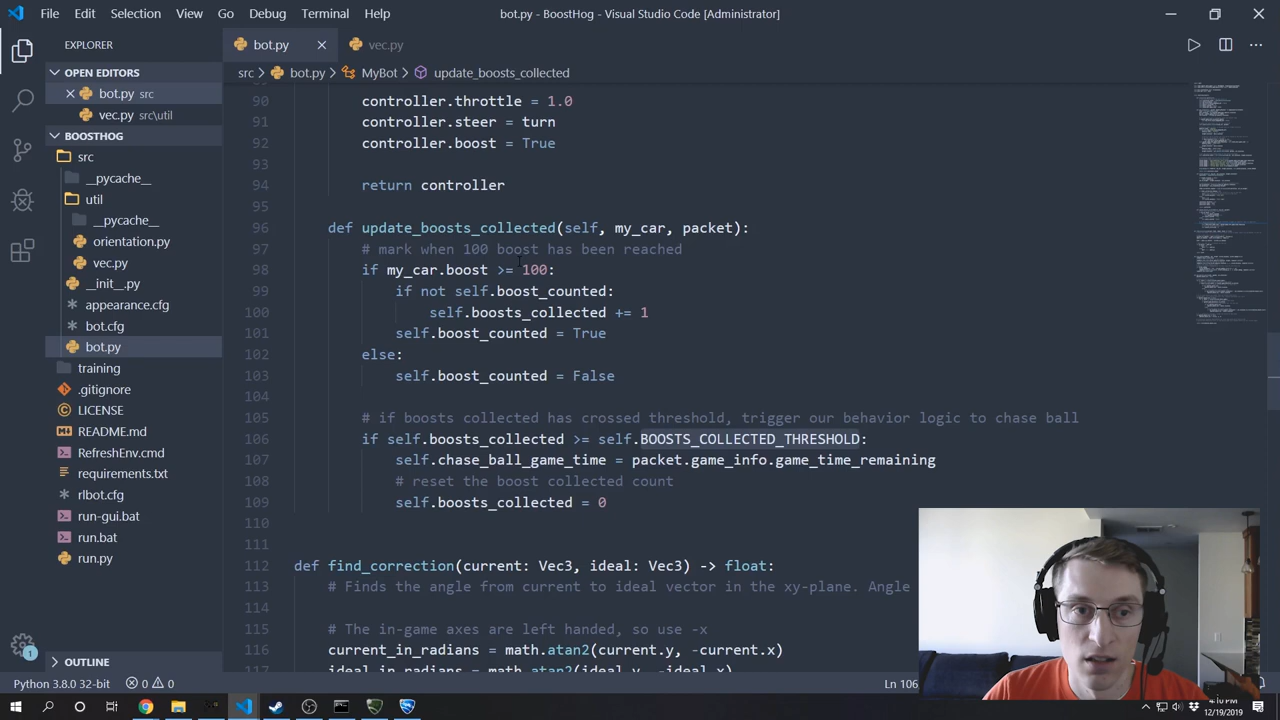 File Edit Selection View Go Debug Terminal Help
bot.py - BoostHog - Visual Studio Code [Administrator]
EXPLORER
bot.py
vec.py
OPEN EDITORS
src > bot.py > MyBot > update_boosts_collected
bot.py src
vec.py src\util
BOOSTHOG
src
__pycache__
util
__pycache__
orientation.py
vec.py
__init__.py
appearance.cfg
bot.cfg
bot.py
training
.gitignore
LICENSE
README.md
RefreshEnv.cmd
requirements.txt
rlbot.cfg
run-gui.bat
run.bat
run.py
OUTLINE
90 controller.throttle = 1.0
91 controller.steer = turn
92 controller.boost = True
93
94 return controller
95
96 def update_boosts_collected(self, my_car, packet):
97 # mark when 100 boost has been reached
98 if my_car.boost
99 if not self.boost_counted:
100 self.boosts_collected += 1
101 self.boost_counted = True
102 else:
103 self.boost_counted = False
104
105 # if boosts collected has crossed threshold, trigger our behavior logic to chase ball
106 if self.boosts_collected >= self.BOOSTS_COLLECTED_THRESHOLD:
107 self.chase_ball_game_time = packet.game_info.game_time_remaining
108 # reset the boost collected count
109 self.boosts_collected = 0
110
111
112 def find_correction(current: Vec3, ideal: Vec3) -> float:
113 # Finds the angle from current to ideal vector in the xy-plane. Angle
114
115 # The in-game axes are left handed, so use -x
116 current_in_radians = math.atan2(current.y, -current.x)
117 ideal_in_radians = math.atan2(ideal.y, -ideal.x)
Python 3.8.0 32-bit 0 0
Ln 106
1
4:10 PM
12/19/2019